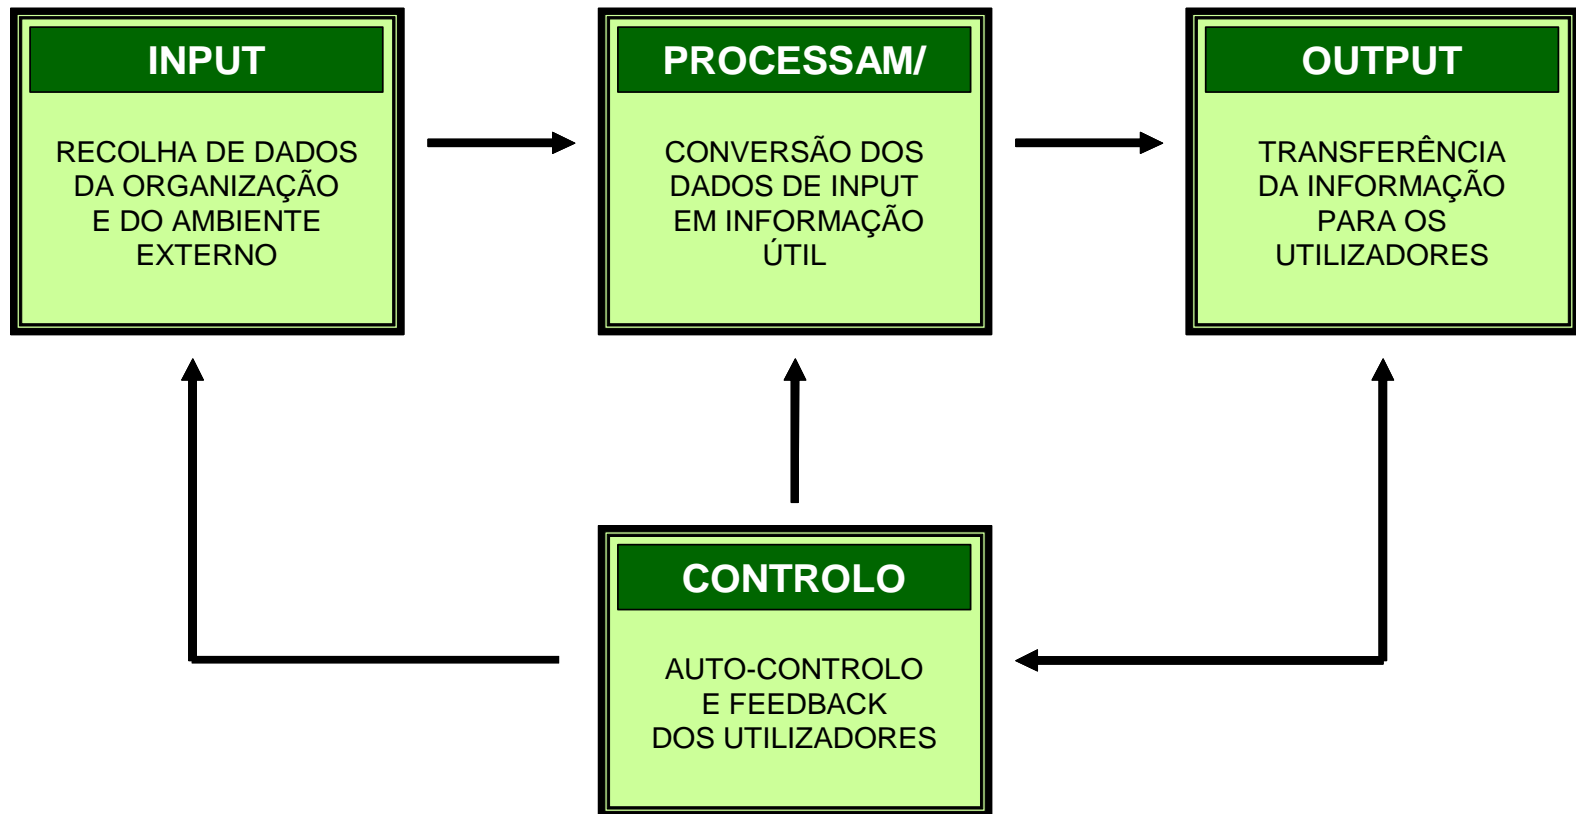 INPUT
RECOLHA DE DADOS
DA ORGANIZAÇÃO
E DO AMBIENTE
EXTERNO
PROCESSAM/
CONVERSÃO DOS
DADOS DE INPUT
EM INFORMAÇÃO
ÚTIL
OUTPUT
TRANSFERÊNCIA
DA INFORMAÇÃO
PARA OS
UTILIZADORES
CONTROLO
AUTO-CONTROLO
E FEEDBACK
DOS UTILIZADORES